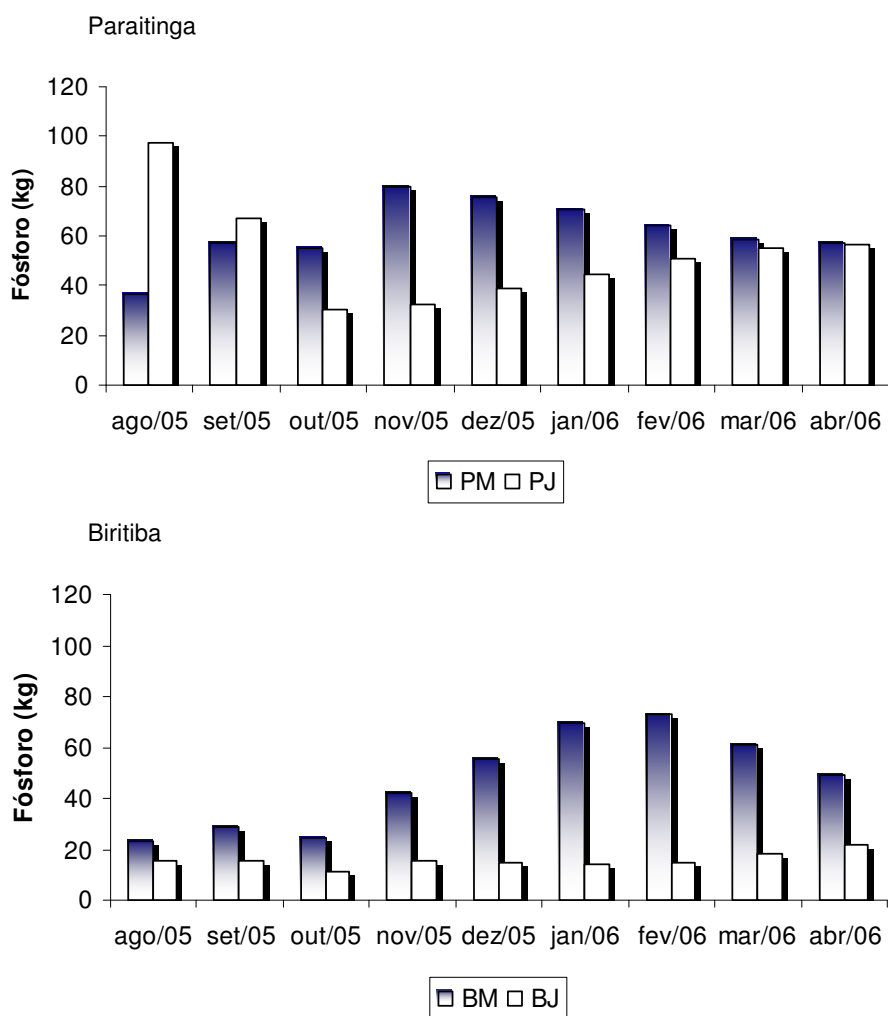 Paraitinga
Fósforo (kg)
120
100
80
60
40
20
0
ago/05 set/05 out/05 nov/05 dez/05 jan/06 fev/06 mar/06 abr/06
PM PJ
Biritiba
Fósforo (kg)
120
100
80
60
40
20
0
ago/05 set/05 out/05 nov/05 dez/05 jan/06 fev/06 mar/06 abr/06
BM BJ